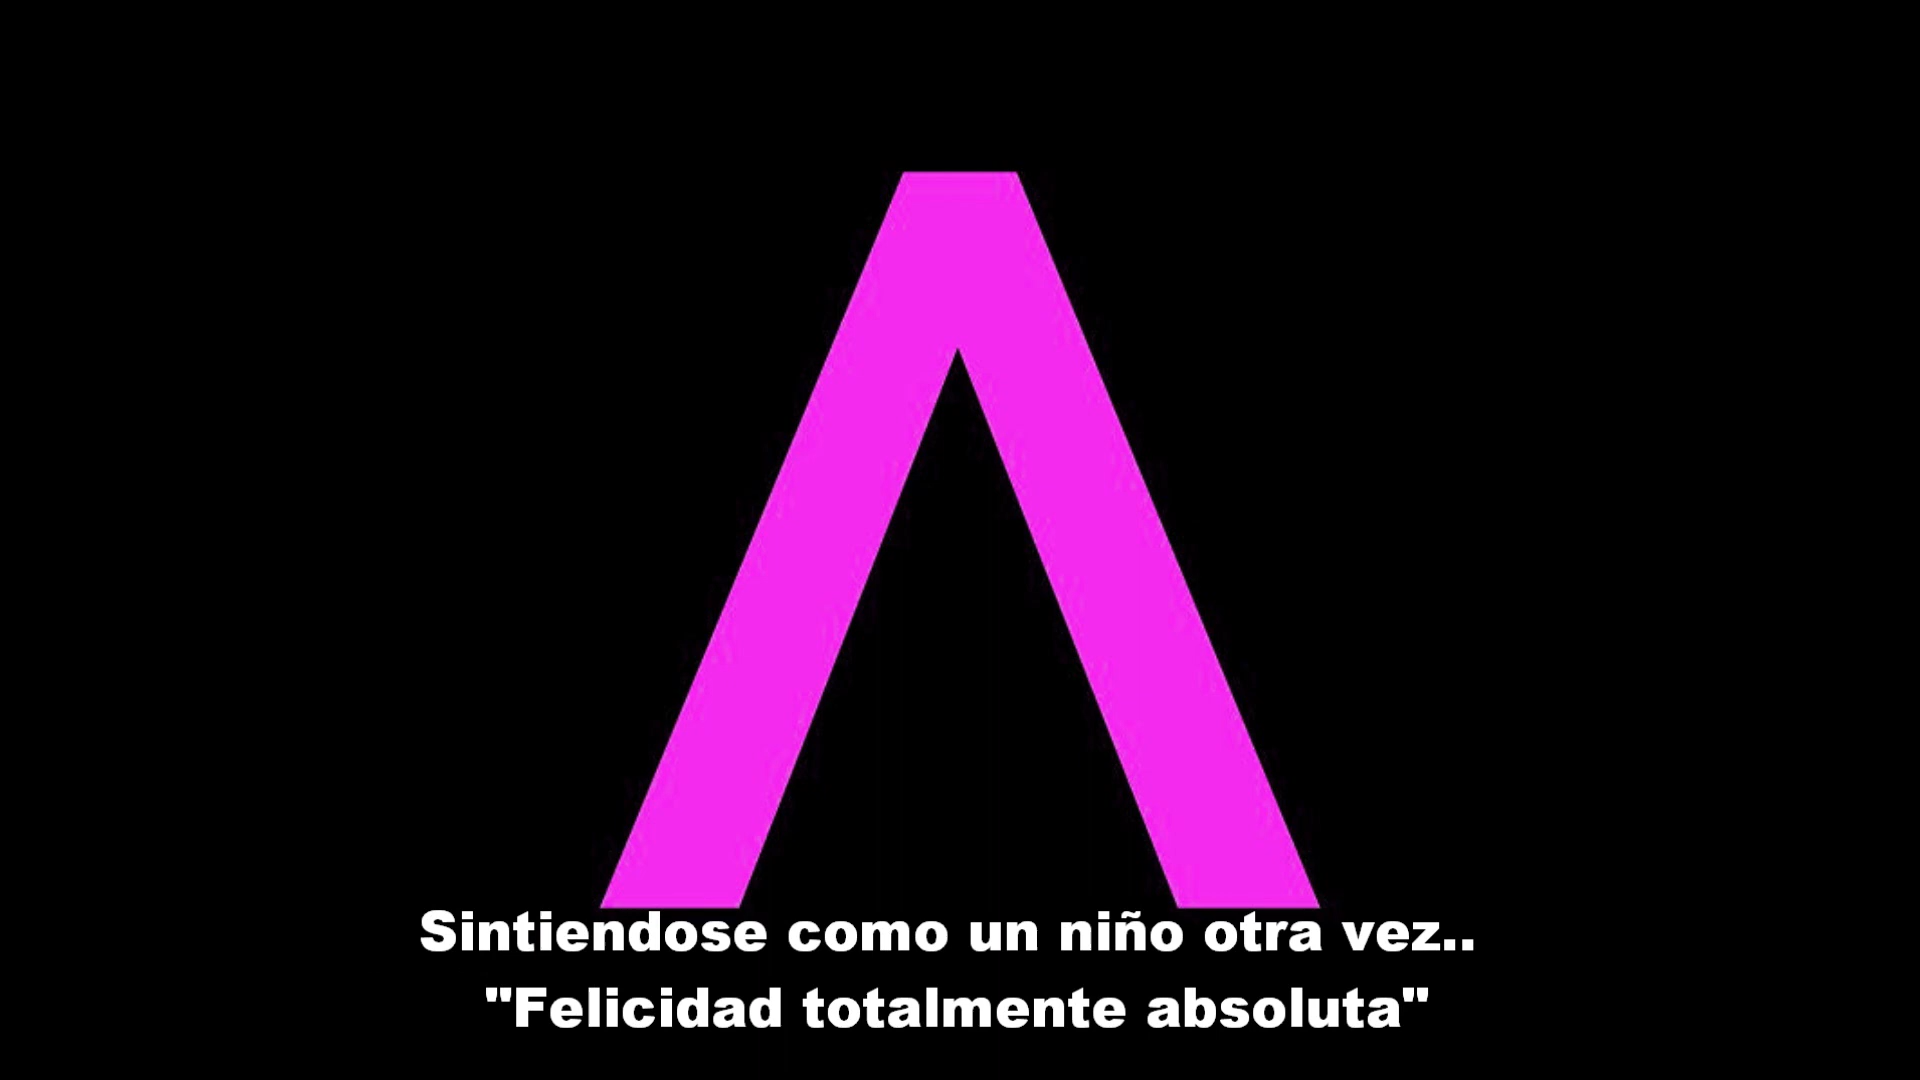 Λ
Sintiendose como un niño otra vez..
"Felicidad totalmente absoluta"